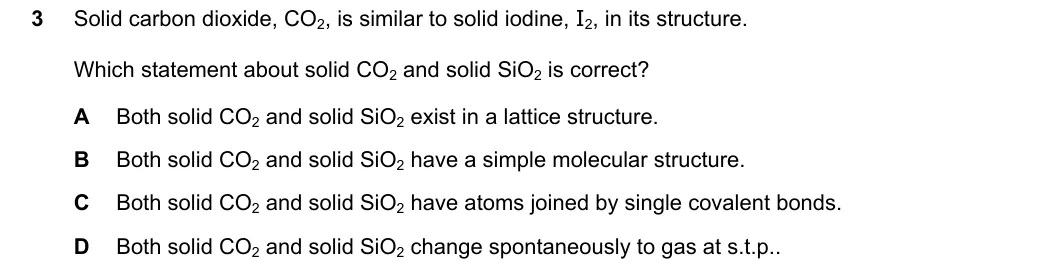 3 Solid carbon dioxide, CO₂, is similar to solid iodine, I₂, in its structure.
Which statement about solid CO₂ and solid SiO₂ is correct?
A Both solid CO₂ and solid SiO₂ exist in a lattice structure.
B Both solid CO₂ and solid SiO₂ have a simple molecular structure.
C Both solid CO₂ and solid SiO₂ have atoms joined by single covalent bonds.
D Both solid CO₂ and solid SiO₂ change spontaneously to gas at s.t.p..